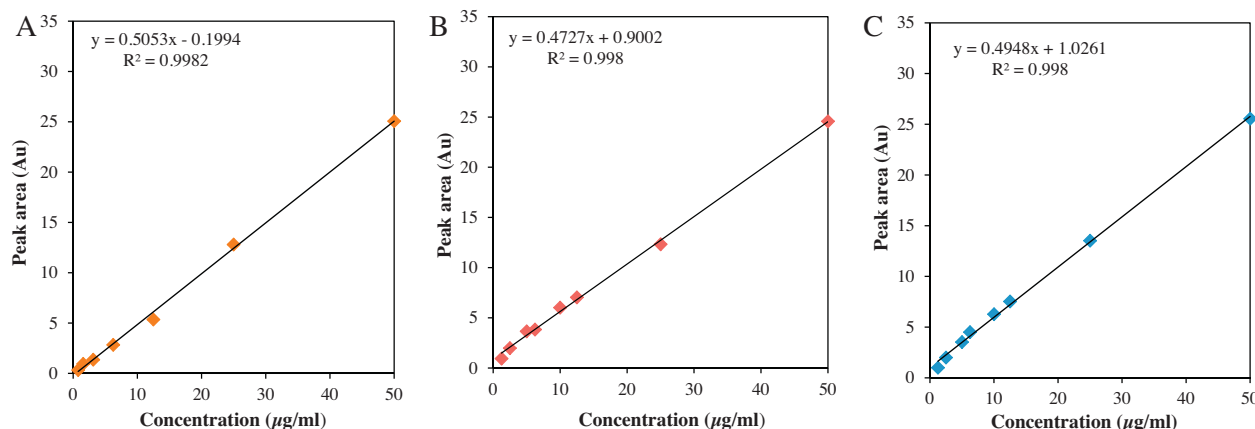 A
y = 0.5053x - 0.1994
R² = 0.9982
35
30
25
20
15
10
5
0
0 10 20 30 40 50
Peak area (Au)
Concentration (µg/ml)
B
y = 0.4727x + 0.9002
R² = 0.998
35
30
25
20
15
10
5
0
0 10 20 30 40 50
Peak area (Au)
Concentration (µg/ml)
C
y = 0.4948x + 1.0261
R² = 0.998
35
30
25
20
15
10
5
0
0 10 20 30 40 50
Peak area (Au)
Concentration (µg/ml)